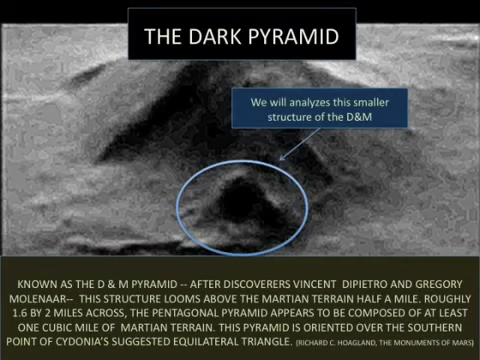 THE DARK PYRAMID
We will analyzes this smaller
structure of the D&M
KNOWN AS THE D & M PYRAMID -- AFTER DISCOVERERS VINCENT DIPIETRO AND GREGORY
MOLENAAR-- THIS STRUCTURE LOOMS ABOVE THE MARTIAN TERRAIN HALF A MILE. ROUGHLY
1.6 BY 2 MILES ACROSS, THE PENTAGONAL PYRAMID APPEARS TO BE COMPOSED OF AT LEAST
ONE CUBIC MILE OF MARTIAN TERRAIN. THIS PYRAMID IS ORIENTED OVER THE SOUTHERN
POINT OF CYDONIA'S SUGGESTED EQUILATERAL TRIANGLE. (RICHARD C. HOAGLAND, THE MONUMENTS OF MARS)